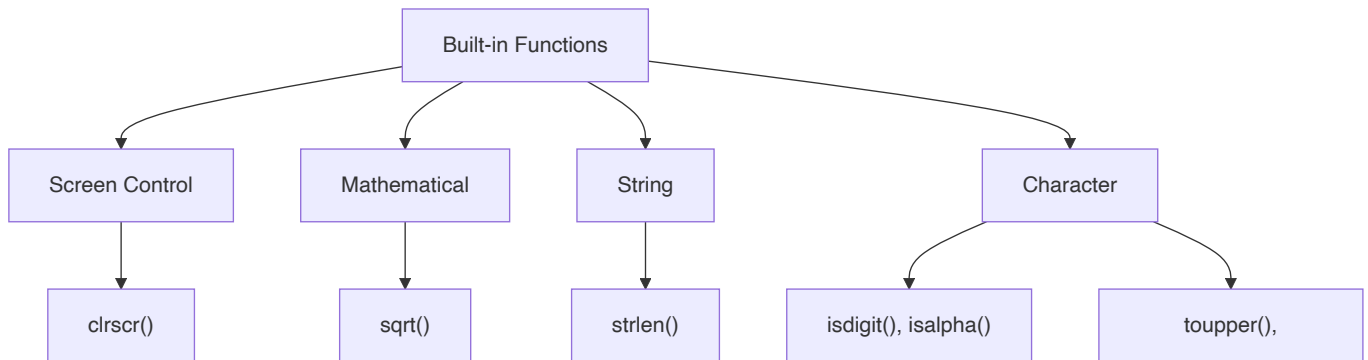 Built-in Functions
Screen Control
Mathematical
String
Character
clrscr()
sqrt()
strlen()
isdigit(), isalpha()
toupper(),